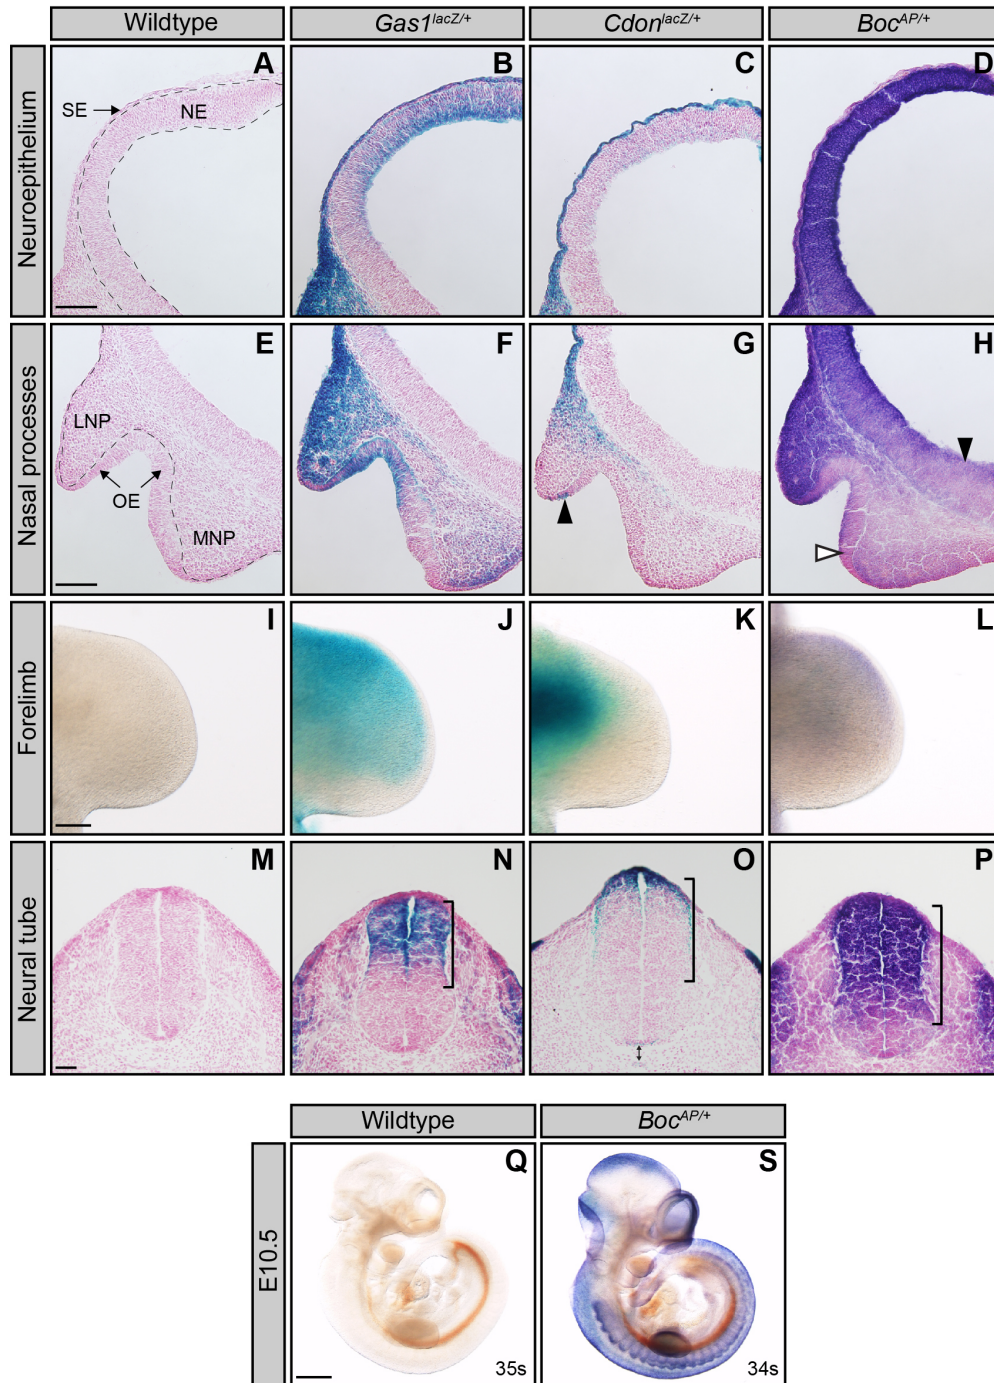 Wildtype
Gas1lacZ/+
CdonlacZ/+
BocAP/+
Neuroepithelium
A
SE
NE
B
C
D
Nasal processes
E
LNP
OE
MNP
F
G
H
Forelimb
I
J
K
L
Neural tube
M
N
O
P
Wildtype
BocAP/+
E10.5
Q
35s
S
34s